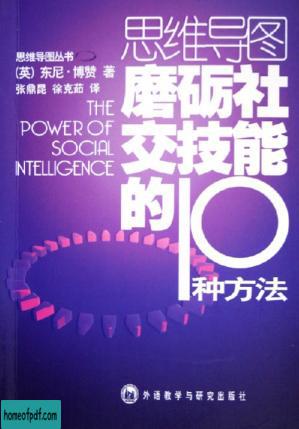 思维导图丛书
(英) 东尼·博赞 著
张鼎昆 徐克茹 译
THE
POWER OF
SOCIAL
INTELLIGENCE
思维导图
磨砺社
交技能
的10
种方法
外语教学与研究出版社
homeofpdf.com